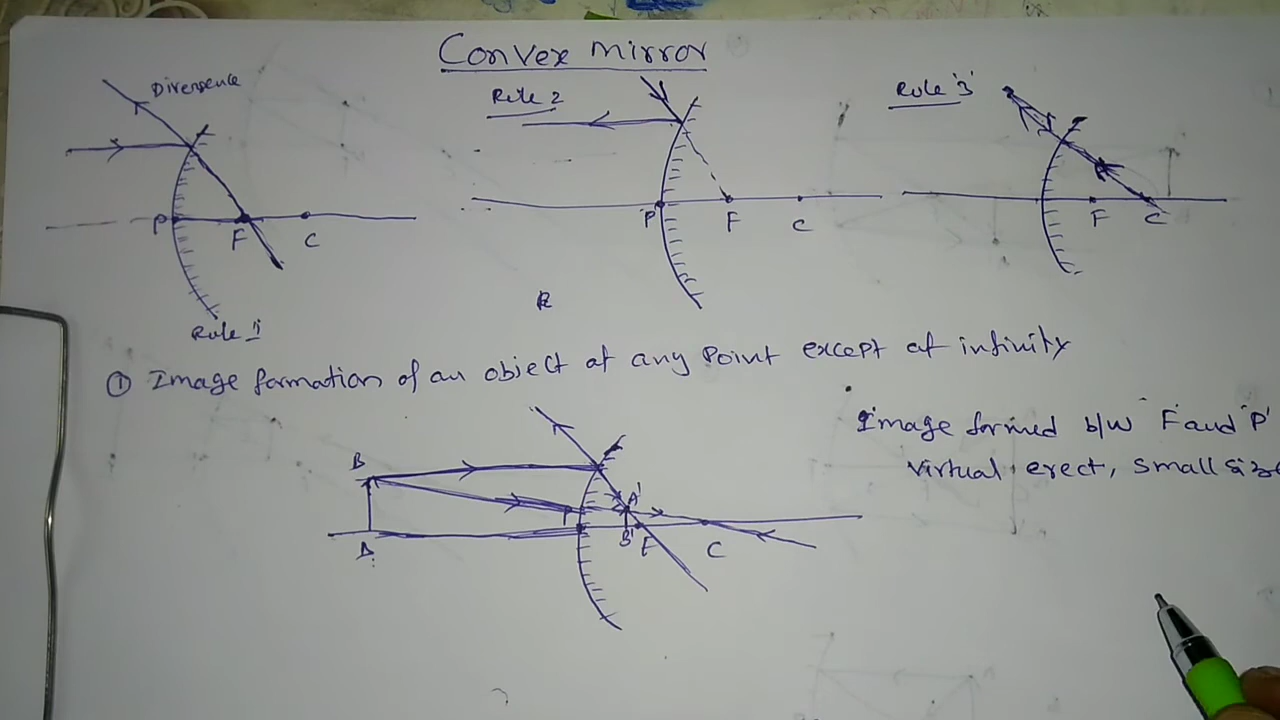 Convex mirror
Divergence
P
F
C
Rule '1'
Rule 2
P
F
C
R
Rule '3'
F
C
① Image formation of an object at any point except at infinity
B
A
P
A'
B'
F
C
Image formed b/w 'F' and 'P'
virtual, erect, small size